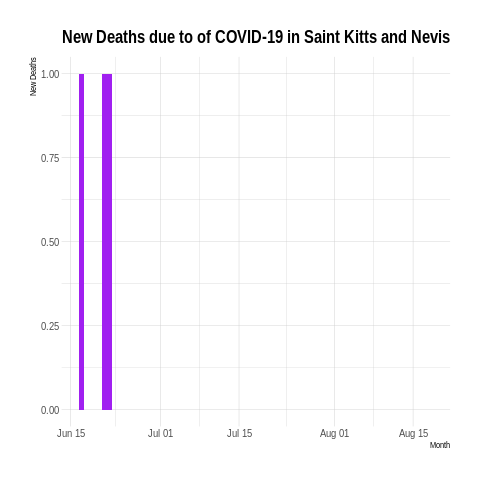 New Deaths due to of COVID-19 in Saint Kitts and Nevis
New Deaths
1.00
0.75
0.50
0.25
0.00
Jun 15 Jul 01 Jul 15 Aug 01 Aug 15
Month